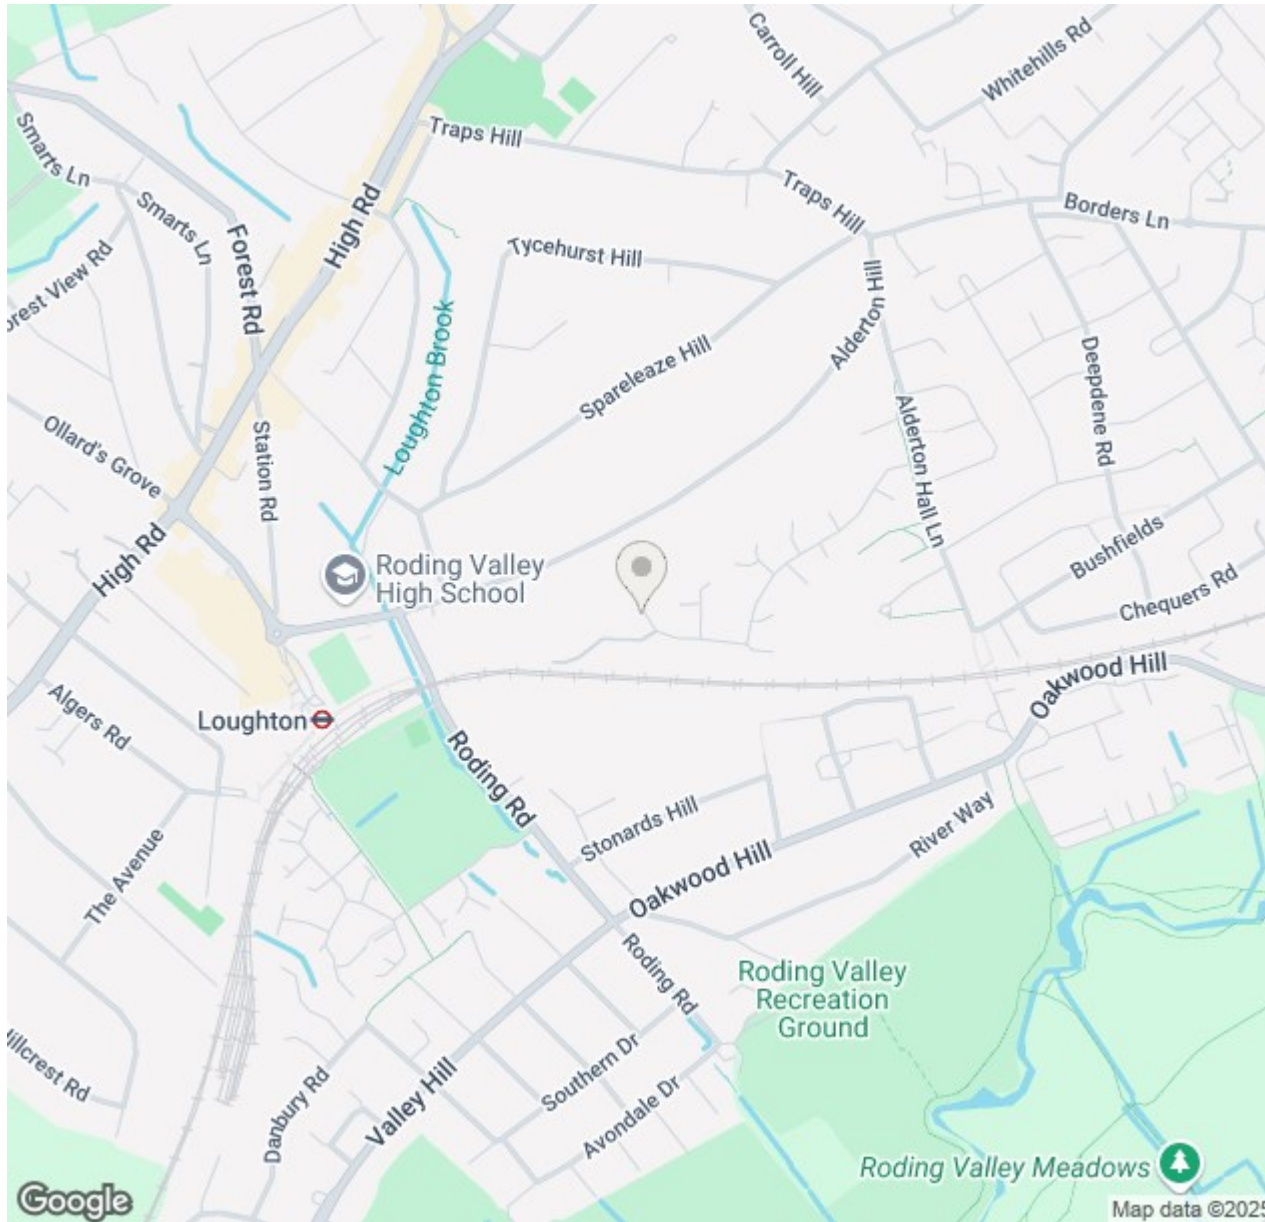 Carroll Hill
Whitehills Rd
Traps Hill
Smarts Ln
Smarts Ln
Traps Hill
Borders Ln
High Rd
Forest Rd
Tycehurst Hill
orest View Rd
Alderton Hill
Loughton Brook
Spareleaze Hill
Deepdene Rd
Ollard's Grove
Station Rd
Alderton Hall Ln
High Rd
Bushfields
Roding Valley
High School
Chequers Rd
Oakwood Hill
Algers Rd
Loughton
Roding Rd
Stonards Hill
River Way
The Avenue
Oakwood Hill
Roding Rd
Roding Valley
Recreation
Ground
Hillcrest Rd
Danbury Rd
Valley Hill
Southern Dr
Avondale Dr
Roding Valley Meadows
Google
Map data ©2025